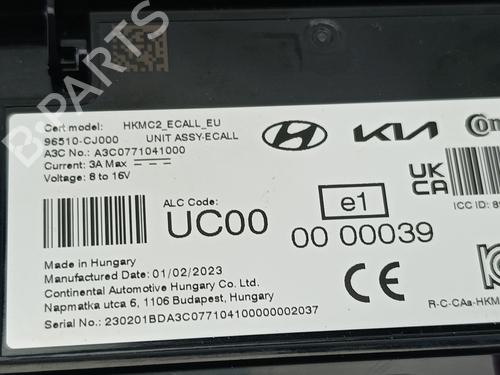 B-PARTS
Cert model: HKMC2_ECALL_EU
96510-CJ000 UNIT ASSY-ECALL
A3C No.: A3C0771041000
Current: 3A Max
Voltage: 8 to 16V
KIA
UK
CA
ICC ID:
ALC Code:
UC00
e1
00 00039
Made in Hungary
Manufactured Date: 01/02/2023
Continental Automotive Hungary Co. Ltd.
Napmatka utca 6, 1106 Budapest, Hungary
Serial No.: 230201BDA3C077104100000002037
CE
R-C-CAa-HKM